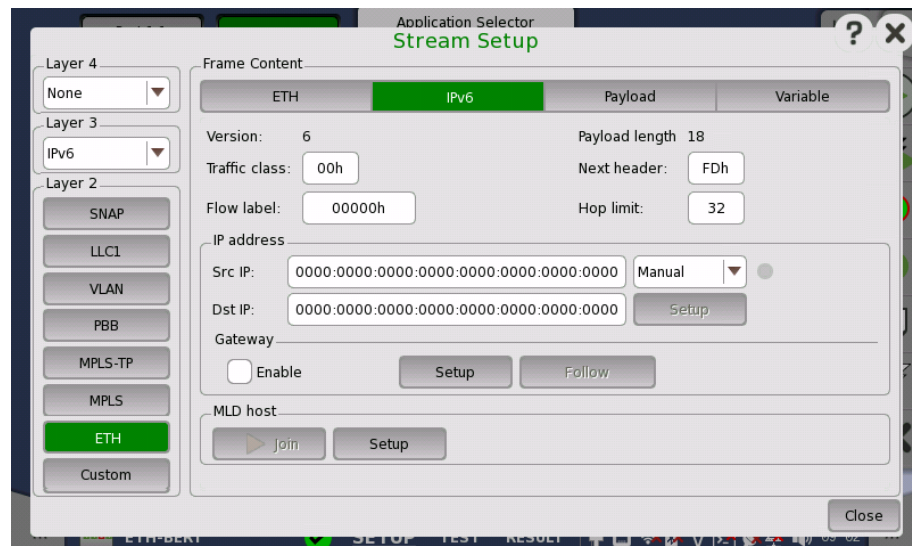 Application Selector
Stream Setup
?
Layer 4
None
Layer 3
IPv6
Layer 2
SNAP
LLC1
VLAN
PBB
MPLS-TP
MPLS
ETH
Custom
Frame Content
ETH IPv6 Payload Variable
Version: 6 Payload length 18
Traffic class: 00h Next header: FDh
Flow label: 00000h Hop limit: 32
IP address
Src IP: 0000:0000:0000:0000:0000:0000:0000:0000 Manual
Dst IP: 0000:0000:0000:0000:0000:0000:0000:0000 Setup
Gateway
Enable Setup Follow
MLD host
Join Setup
Close
ETH-BERT SETUP TEST RESULT